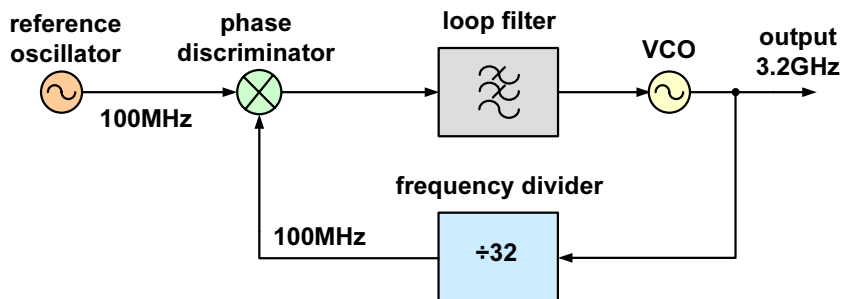 reference
oscillator
phase
discriminator
loop filter
VCO
output
3.2GHz
100MHz
frequency divider
100MHz
÷32